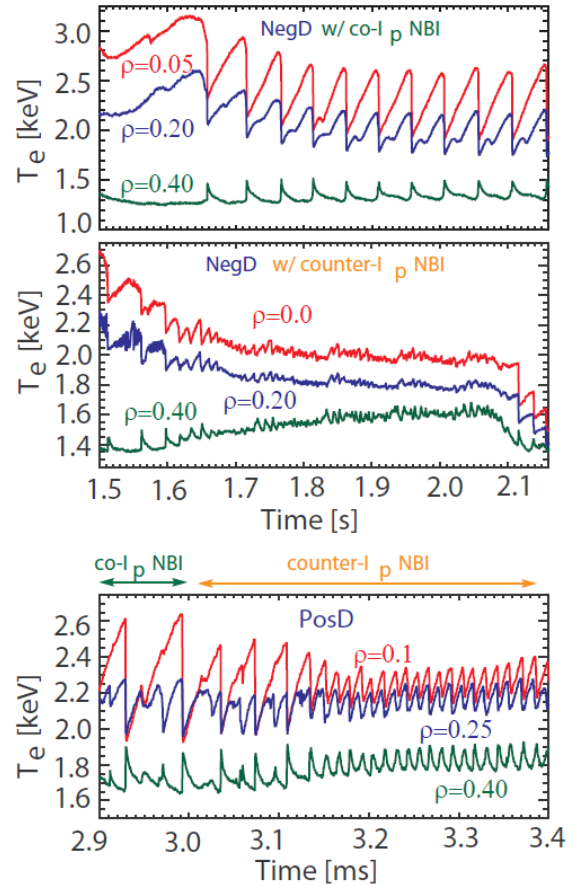 NegD w/ co-I p NBI
3.0
ρ=0.05
2.5
ρ=0.20
2.0
ρ=0.40
1.5
1.0
Te [keV]
NegD w/ counter-I p NBI
2.6
2.4
2.2
ρ=0.0
2.0
1.8
ρ=0.20
ρ=0.40
1.6
1.4
Te [keV]
1.5 1.6 1.7 1.8 1.9 2.0 2.1
Time [s]
co-I p NBI counter-I p NBI
PosD
2.6
2.4
ρ=0.1
2.2
2.0
ρ=0.25
1.8
ρ=0.40
1.6
Te [keV]
2.9 3.0 3.1 3.2 3.3 3.4
Time [ms]